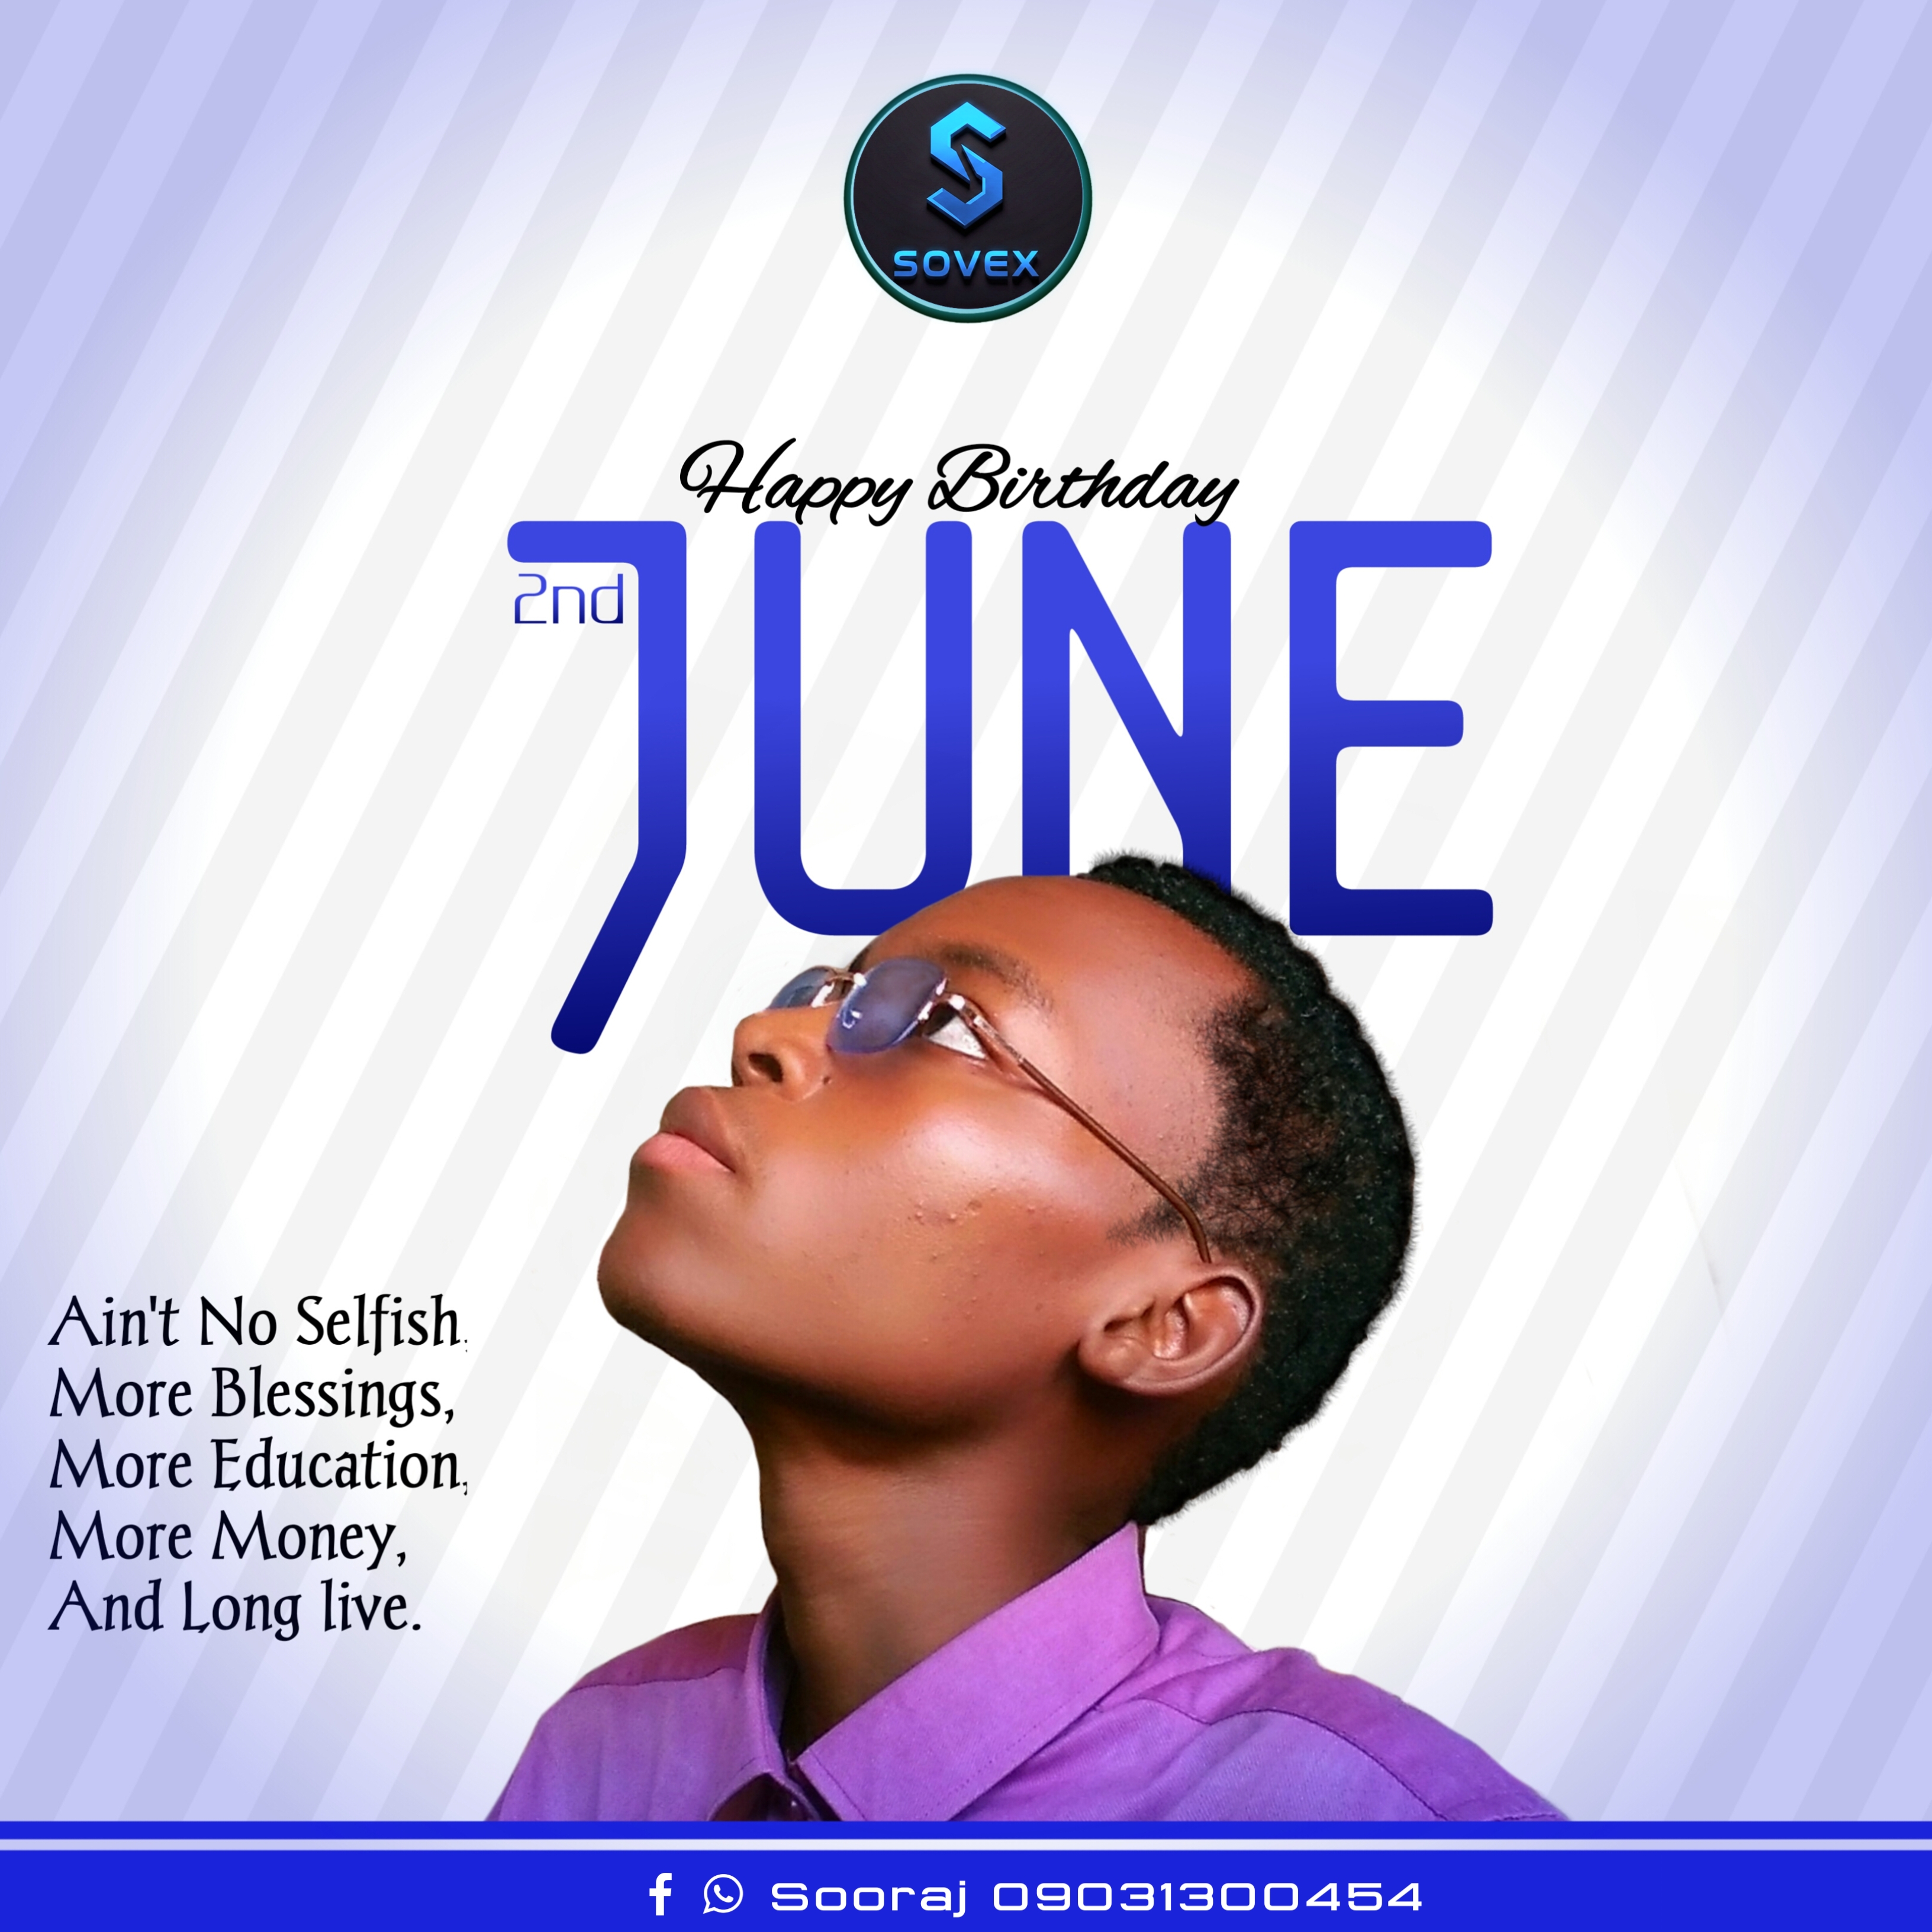 S
SOVEX
Happy Birthday
JUNE
2nd
Ain't No Selfish,
More Blessings,
More Education,
More Money,
And Long live.
Sooraj 09031300454